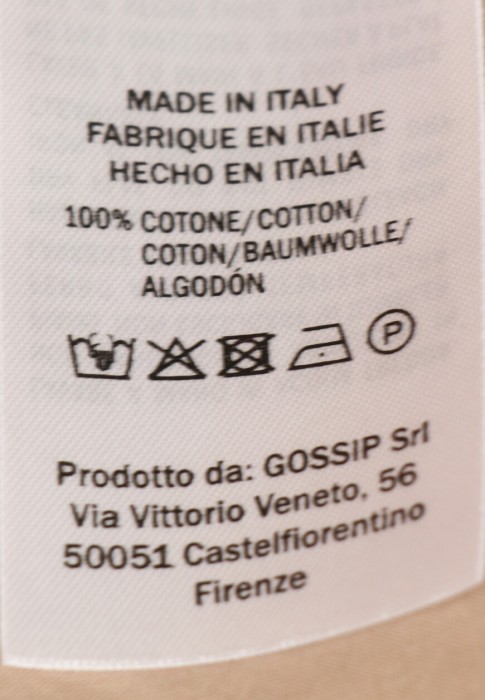 MADE IN ITALY
FABRIQUE EN ITALIE
HECHO EN ITALIA
100% COTONE/COTTON/
COTON/BAUMWOLLE/
ALGODÓN
P
Prodotto da: GOSSIP Srl
Via Vittorio Veneto, 56
50051 Castelfiorentino
Firenze